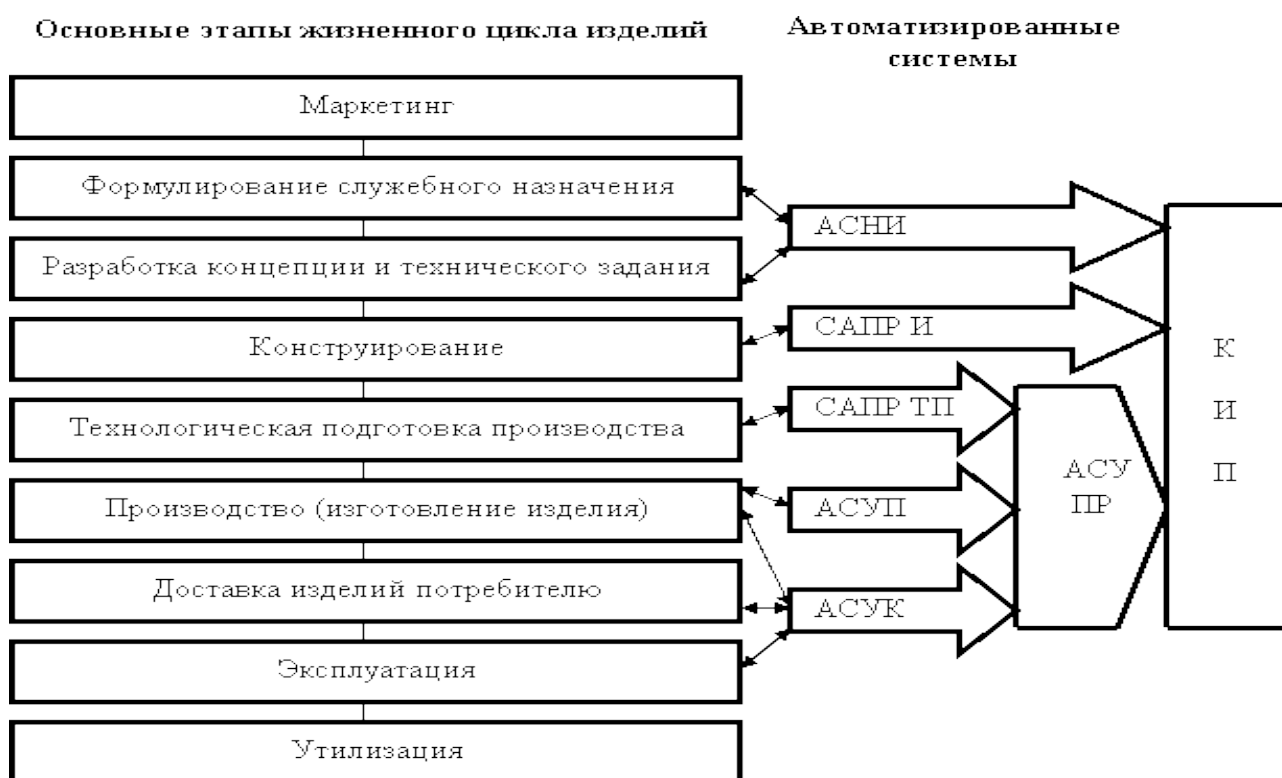 Основные этапы жизненного цикла изделий
Автоматизированные
системы
Маркетинг
Формулирование служебного назначения
Разработка концепции и технического задания
Конструирование
Технологическая подготовка производства
Производство (изготовление изделия)
Доставка изделий потребителю
Эксплуатация
Утилизация
АСНИ
САПР И
САПР ТП
АСУП
АСУК
АСУ
ПР
К
И
П